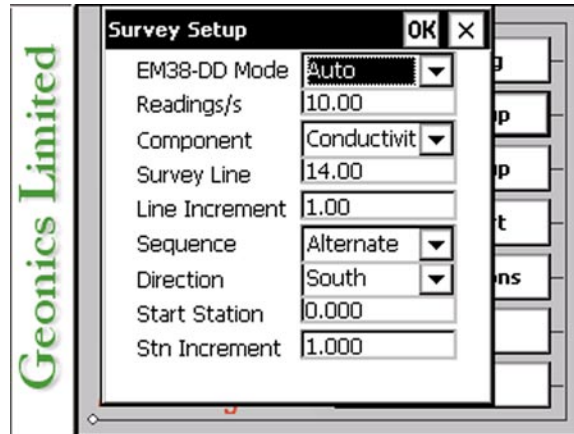 Geonics Limited
Survey Setup OK ×
EM38-DD Mode Auto
Readings/s 10.00
Component Conductivit
Survey Line 14.00
Line Increment 1.00
Sequence Alternate
Direction South
Start Station 0.000
Stn Increment 1.000